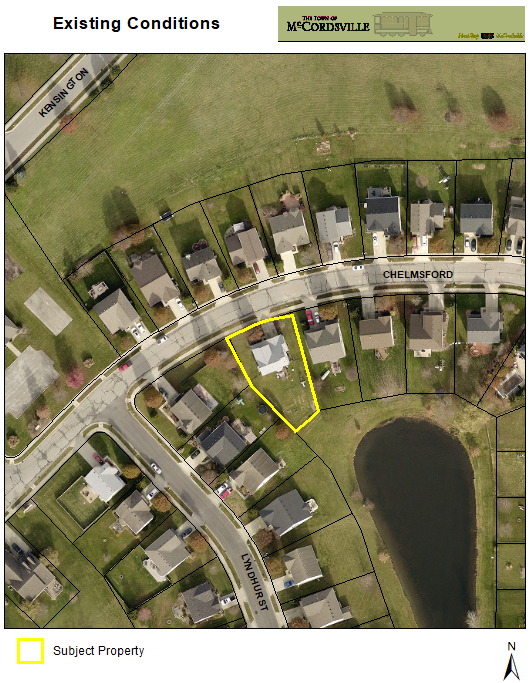 Existing Conditions
THE TOWN OF
McCORDSVILLE
KENSINGTON
CHELMSFORD
LYNDHURST
Subject Property
N